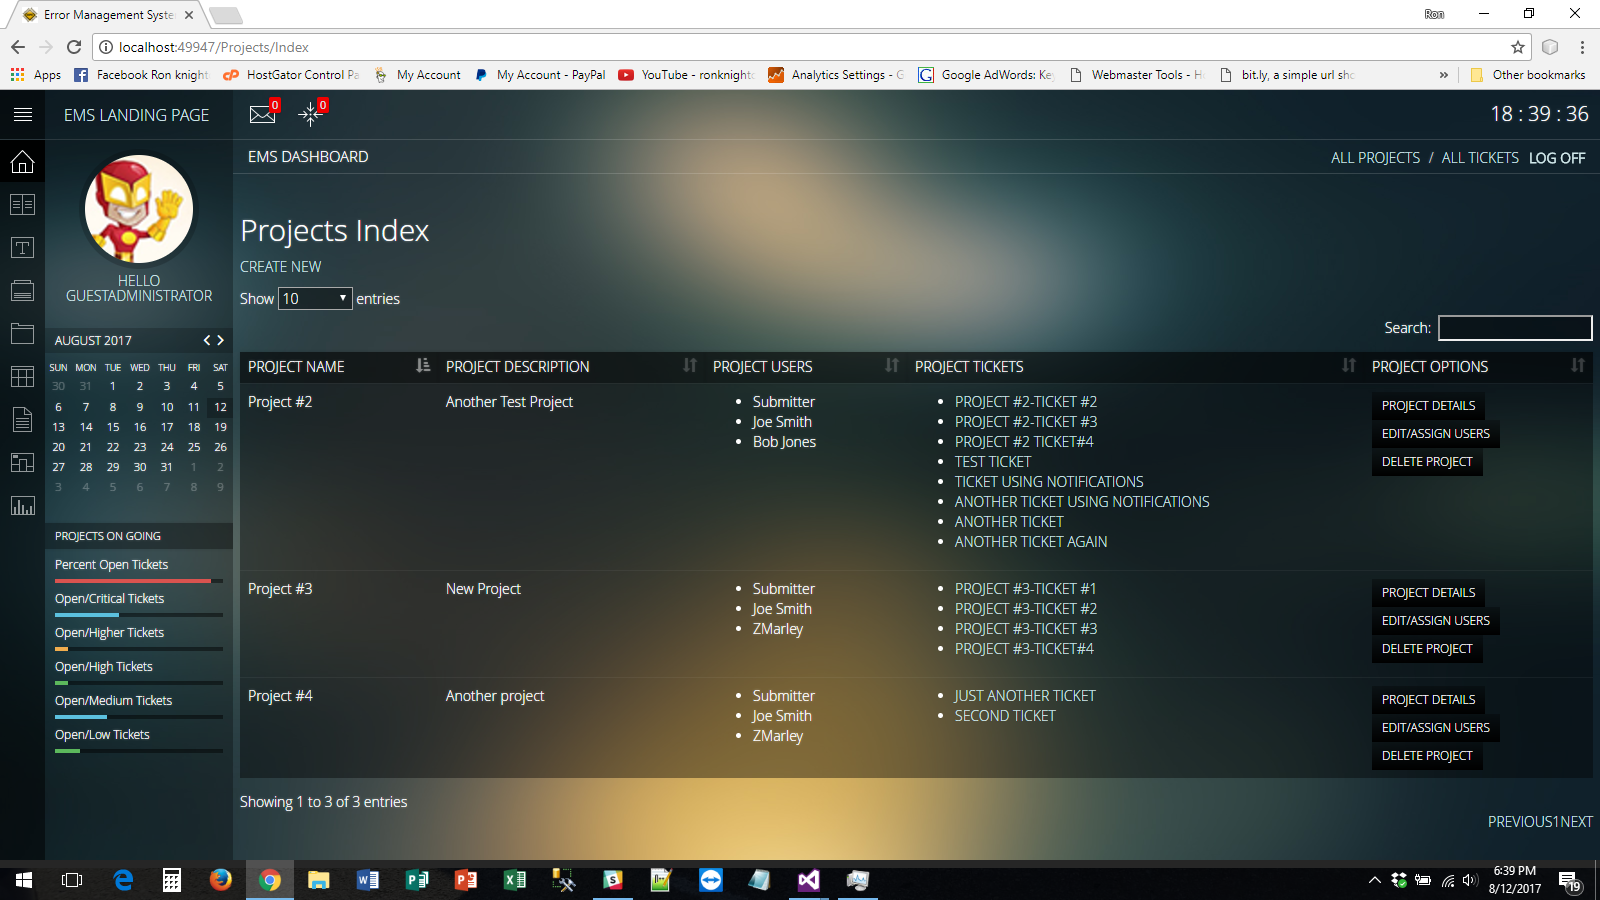 Error Management Syste
Ron
localhost:49947/Projects/Index
Apps
Facebook Ron knight
HostGator Control Pa
My Account
My Account - PayPal
YouTube - ronknight
Analytics Settings - G
Google AdWords: Key
Webmaster Tools - H
bit.ly, a simple url sho
»
Other bookmarks
EMS LANDING PAGE
0
0
18 : 39 : 36
EMS DASHBOARD
ALL PROJECTS / ALL TICKETS LOG OFF
HELLO
GUESTADMINISTRATOR
AUGUST 2017
SUN MON TUE WED THU FRI SAT
30 31 1 2 3 4 5
6 7 8 9 10 11 12
13 14 15 16 17 18 19
20 21 22 23 24 25 26
27 28 29 30 31 1 2
3 4 5 6 7 8 9
PROJECTS ON GOING
Percent Open Tickets
Open/Critical Tickets
Open/Higher Tickets
Open/High Tickets
Open/Medium Tickets
Open/Low Tickets
Projects Index
CREATE NEW
Show 10 entries
Search:
PROJECT NAME PROJECT DESCRIPTION PROJECT USERS PROJECT TICKETS PROJECT OPTIONS
Project #2
Another Test Project
Submitter
Joe Smith
Bob Jones
PROJECT #2-TICKET #2
PROJECT #2-TICKET #3
PROJECT #2 TICKET#4
TEST TICKET
TICKET USING NOTIFICATIONS
ANOTHER TICKET USING NOTIFICATIONS
ANOTHER TICKET
ANOTHER TICKET AGAIN
PROJECT DETAILS
EDIT/ASSIGN USERS
DELETE PROJECT
Project #3
New Project
Submitter
Joe Smith
ZMarley
PROJECT #3-TICKET #1
PROJECT #3-TICKET #2
PROJECT #3-TICKET #3
PROJECT #3-TICKET#4
PROJECT DETAILS
EDIT/ASSIGN USERS
DELETE PROJECT
Project #4
Another project
Submitter
Joe Smith
ZMarley
JUST ANOTHER TICKET
SECOND TICKET
PROJECT DETAILS
EDIT/ASSIGN USERS
DELETE PROJECT
Showing 1 to 3 of 3 entries
PREVIOUS1NEXT
6:39 PM
8/12/2017
19